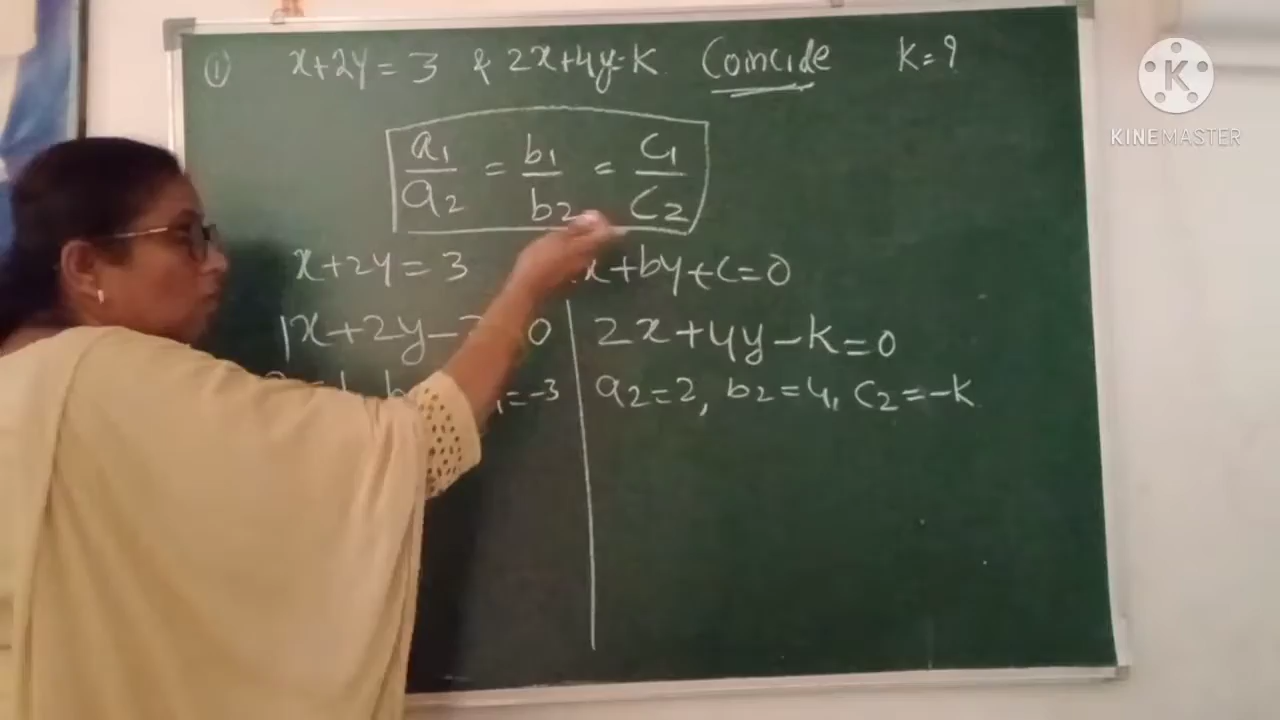 ① x+2y=3 & 2x+4y=K Coincide K=?
a₁/a₂ = b₁/b₂ = c₁/c₂
x+2y=3 x+by+c=0
1x+2y-3 0 2x+4y-k=0
=-3 a₂=2, b₂=4, c₂=-k
K
KINEMASTER